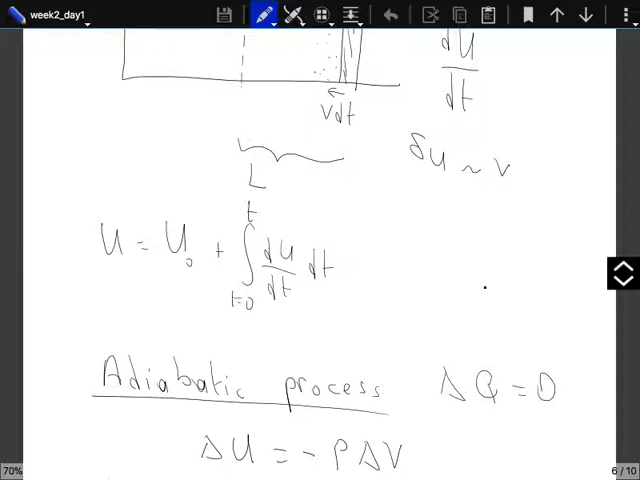 week2_day1
dU/dt
vdt
δu ~ v
L
U = U₀ + ∫_{t=0}^{t} dU/dt dt
Adiabatic process ΔQ = 0
ΔU = - PΔV
70%
6 / 10